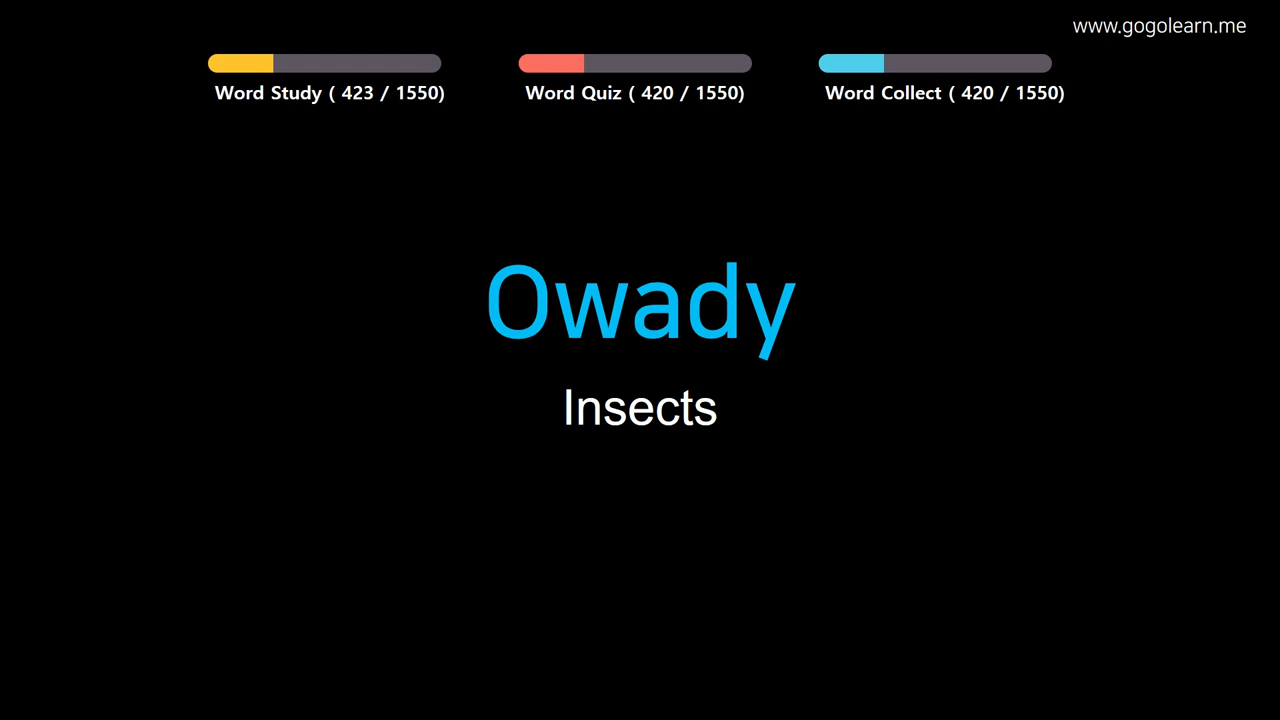 www.gogolearn.me
Word Study ( 423 / 1550)
Word Quiz ( 420 / 1550)
Word Collect ( 420 / 1550)
Owady
Insects